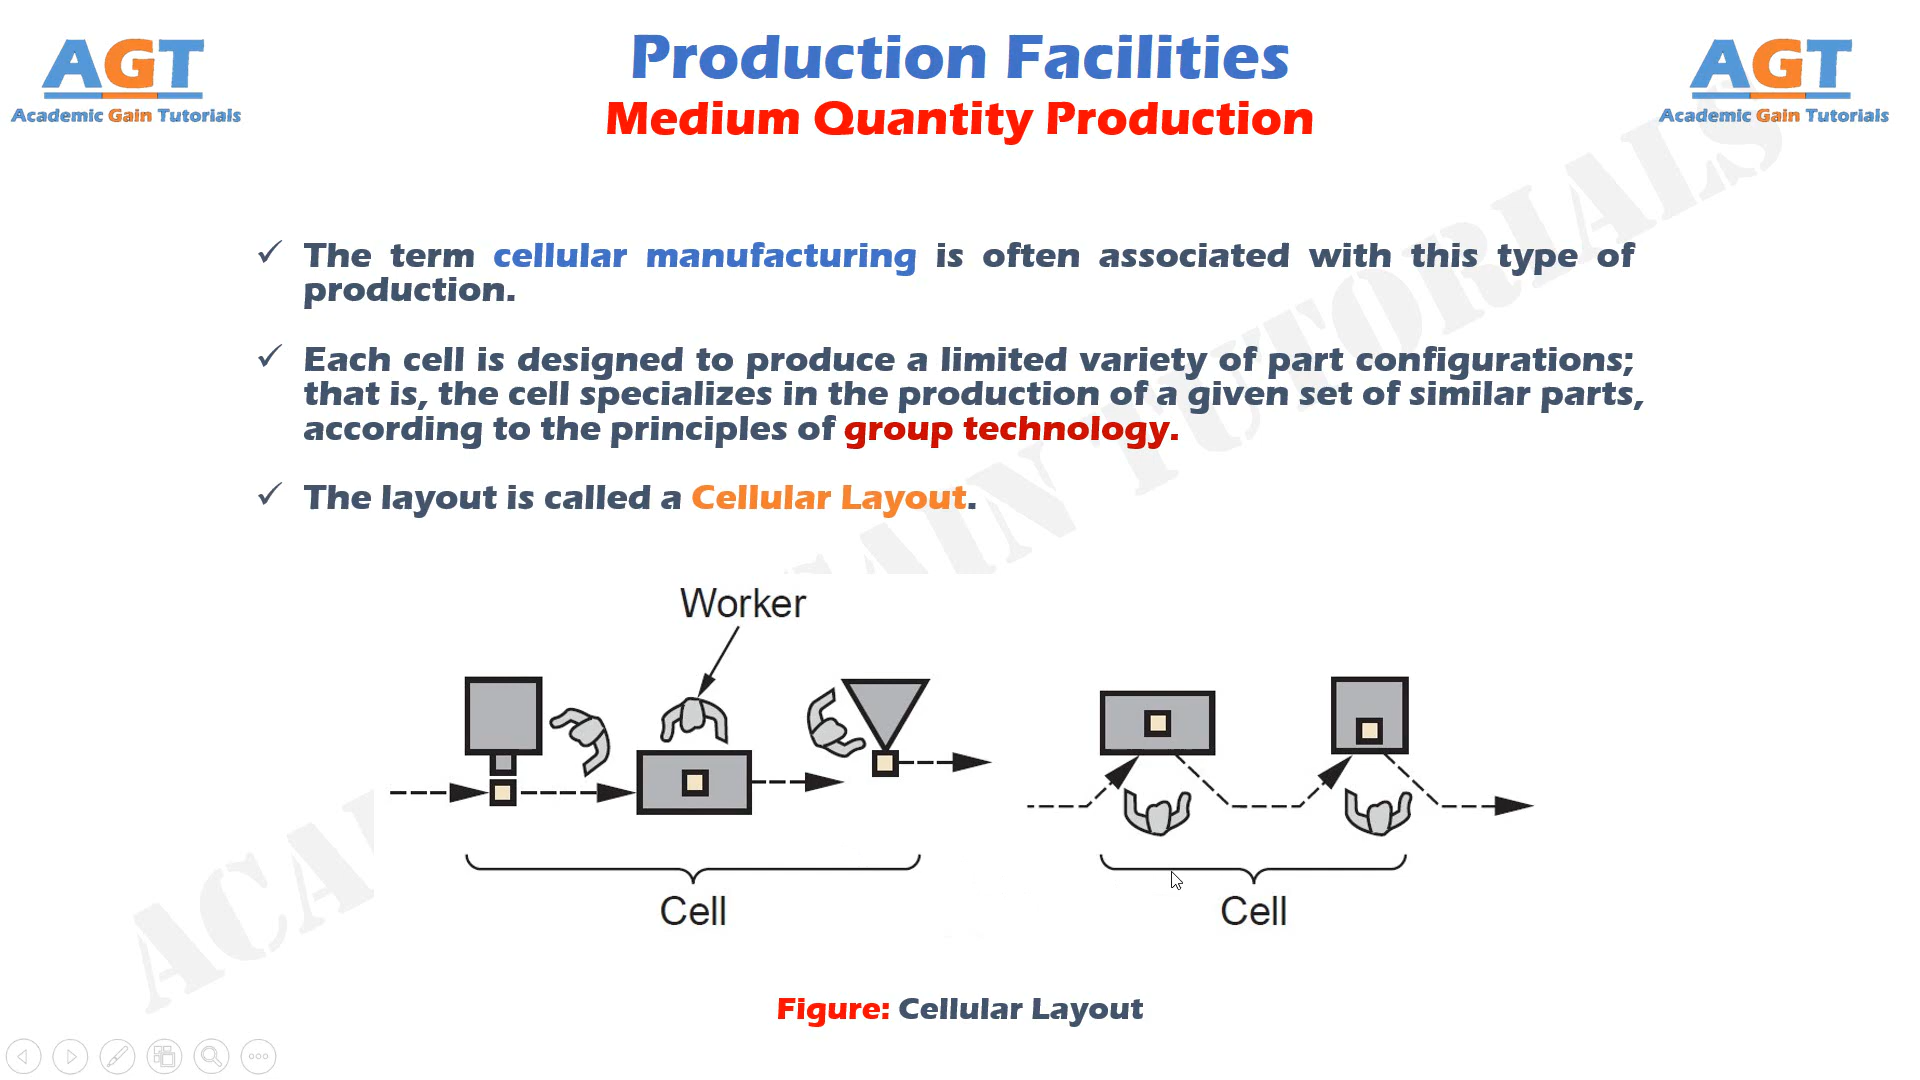 AGT
Academic Gain Tutorials
Production Facilities
Medium Quantity Production
AGT
Academic Gain Tutorials
✓ The term cellular manufacturing is often associated with this type of
production.
✓ Each cell is designed to produce a limited variety of part configurations;
that is, the cell specializes in the production of a given set of similar parts,
according to the principles of group technology.
✓ The layout is called a Cellular Layout.
Worker
Cell
Cell
Figure: Cellular Layout